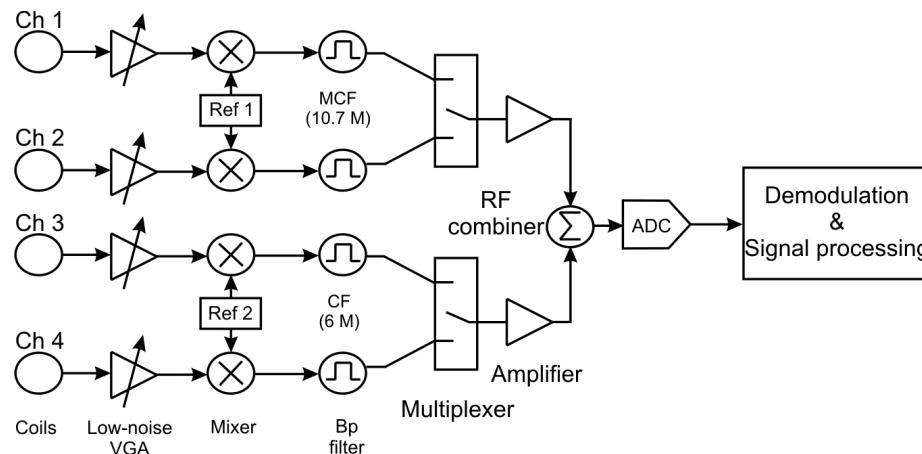 Ch 1
Ref 1
MCF
(10.7 M)
Ch 2
RF
combiner
Σ
ADC
Demodulation
&
Signal processing
Ch 3
Ref 2
CF
(6 M)
Ch 4
Amplifier
Multiplexer
Coils
Low-noise
VGA
Mixer
Bp
filter